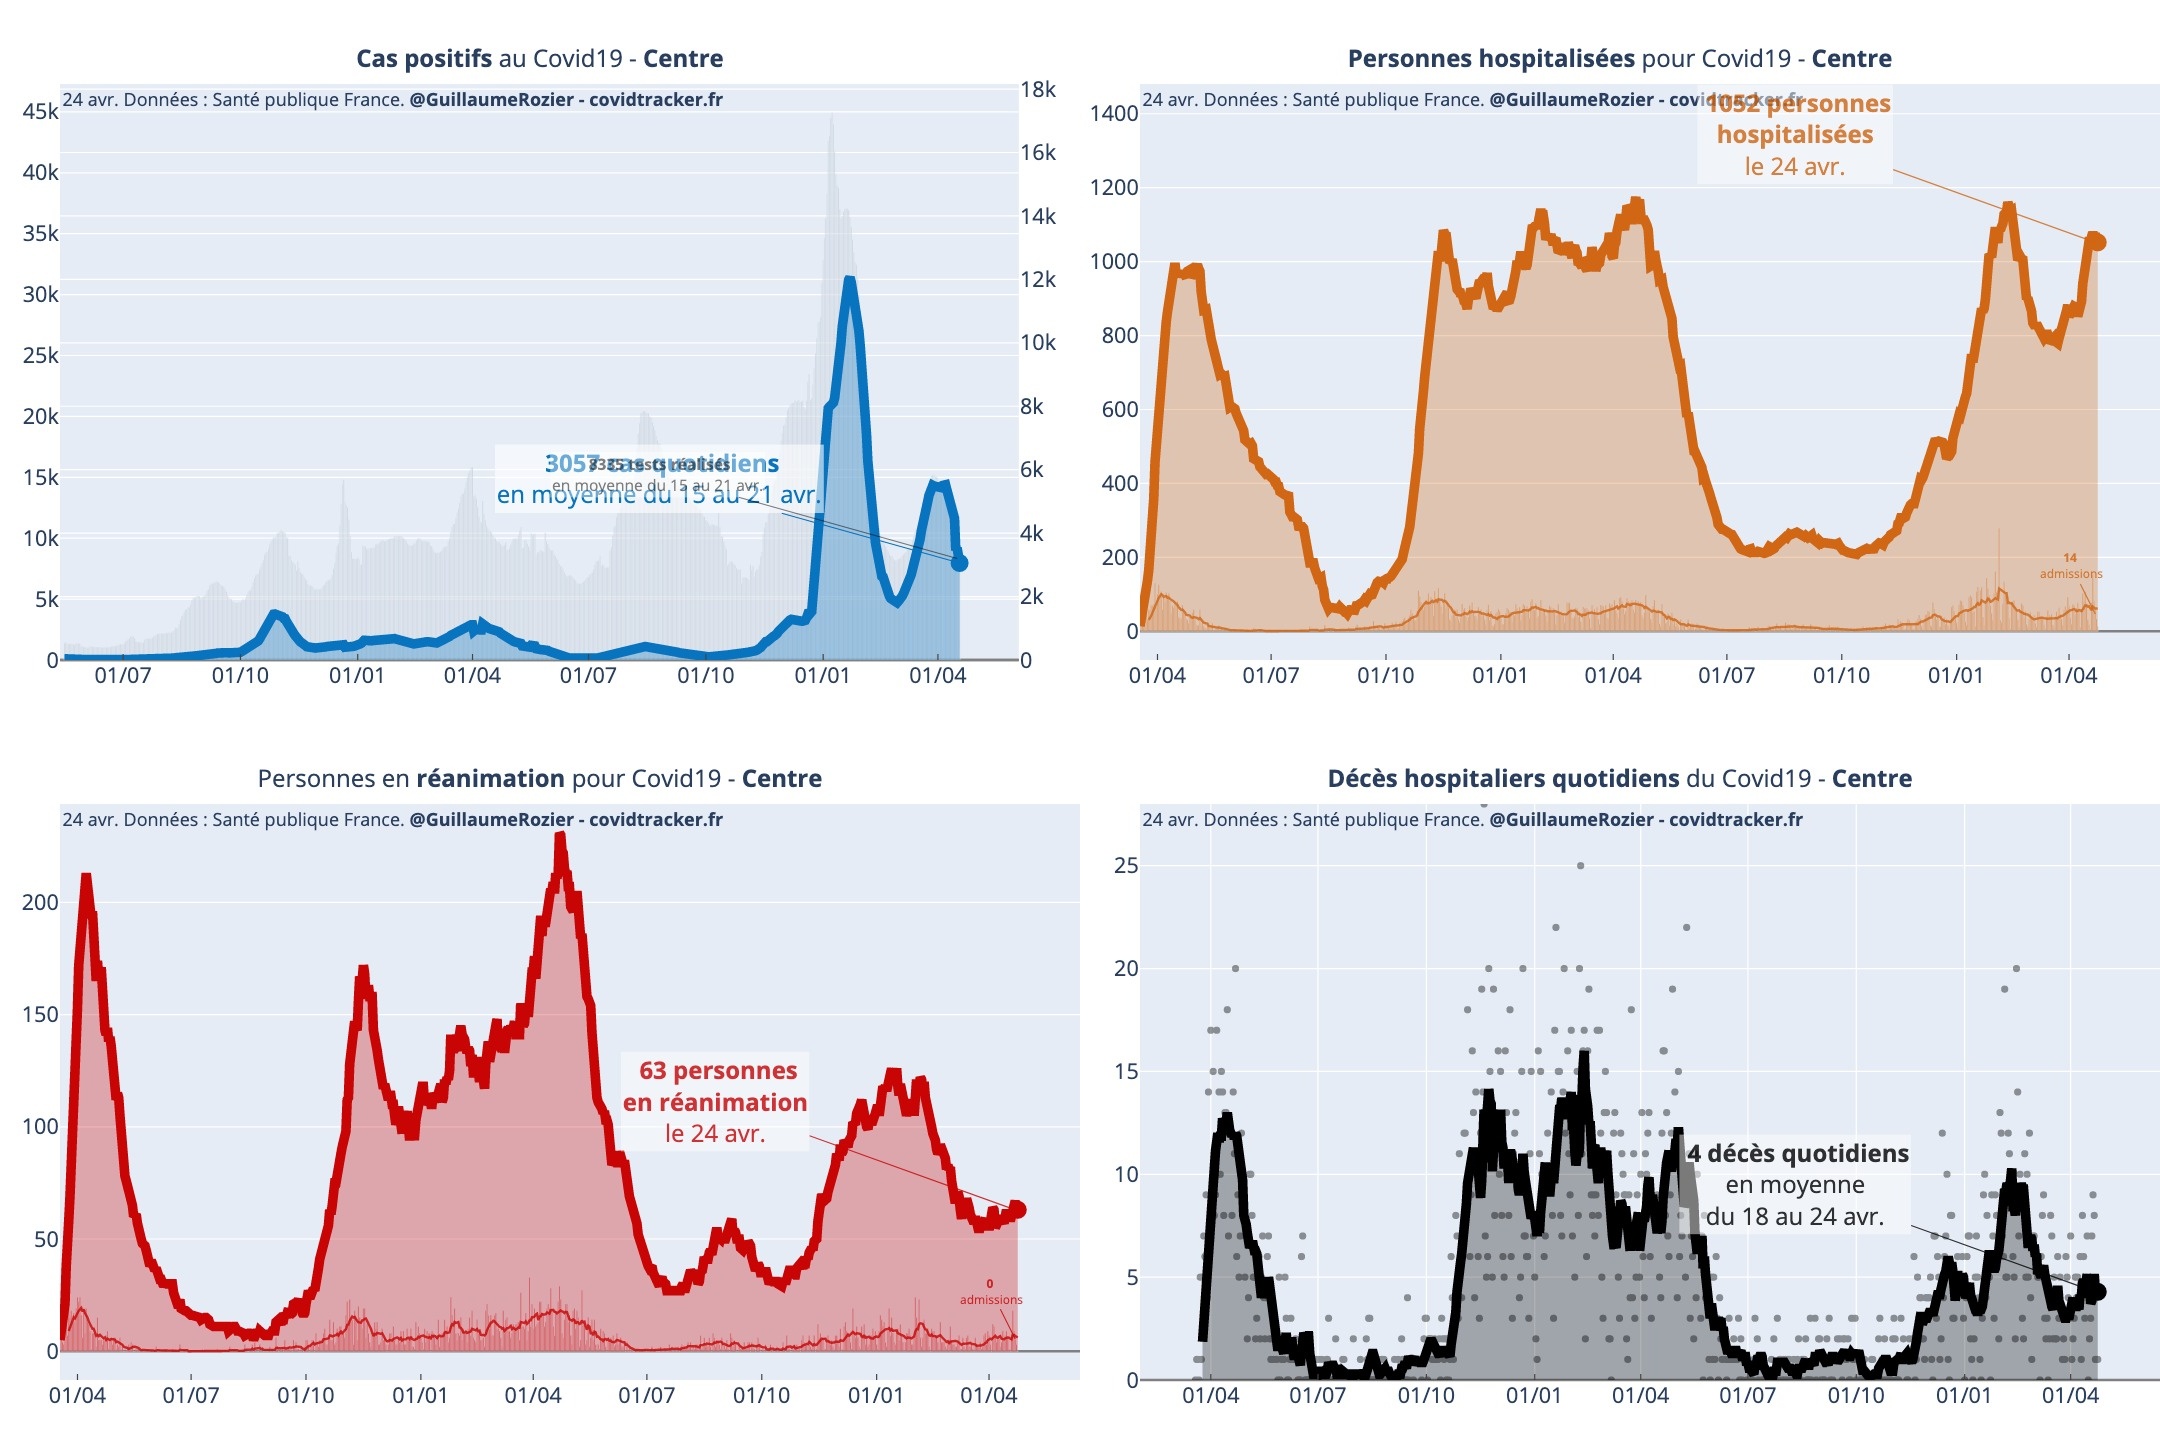 Cas positifs au Covid19 - Centre
24 avr. Données : Santé publique France. @GuillaumeRozier - covidtracker.fr
45k
40k
35k
30k
25k
20k
15k
10k
5k
0
18k
16k
14k
12k
10k
8k
6k
4k
2k
0
3057 cas quotidiens
en moyenne du 15 au 21 avr.
8335 tests réalisés
en moyenne du 15 au 21 avr.
01/07 01/10 01/01 01/04 01/07 01/10 01/01 01/04
Personnes hospitalisées pour Covid19 - Centre
24 avr. Données : Santé publique France. @GuillaumeRozier - covidtracker.fr
1400
1200
1000
800
600
400
200
0
1052 personnes
hospitalisées
le 24 avr.
14
admissions
01/04 01/07 01/10 01/01 01/04 01/07 01/10 01/01 01/04
Personnes en réanimation pour Covid19 - Centre
24 avr. Données : Santé publique France. @GuillaumeRozier - covidtracker.fr
200
150
100
50
0
63 personnes
en réanimation
le 24 avr.
0
admissions
01/04 01/07 01/10 01/01 01/04 01/07 01/10 01/01 01/04
Décès hospitaliers quotidiens du Covid19 - Centre
24 avr. Données : Santé publique France. @GuillaumeRozier - covidtracker.fr
25
20
15
10
5
0
4 décès quotidiens
en moyenne
du 18 au 24 avr.
01/04 01/07 01/10 01/01 01/04 01/07 01/10 01/01 01/04